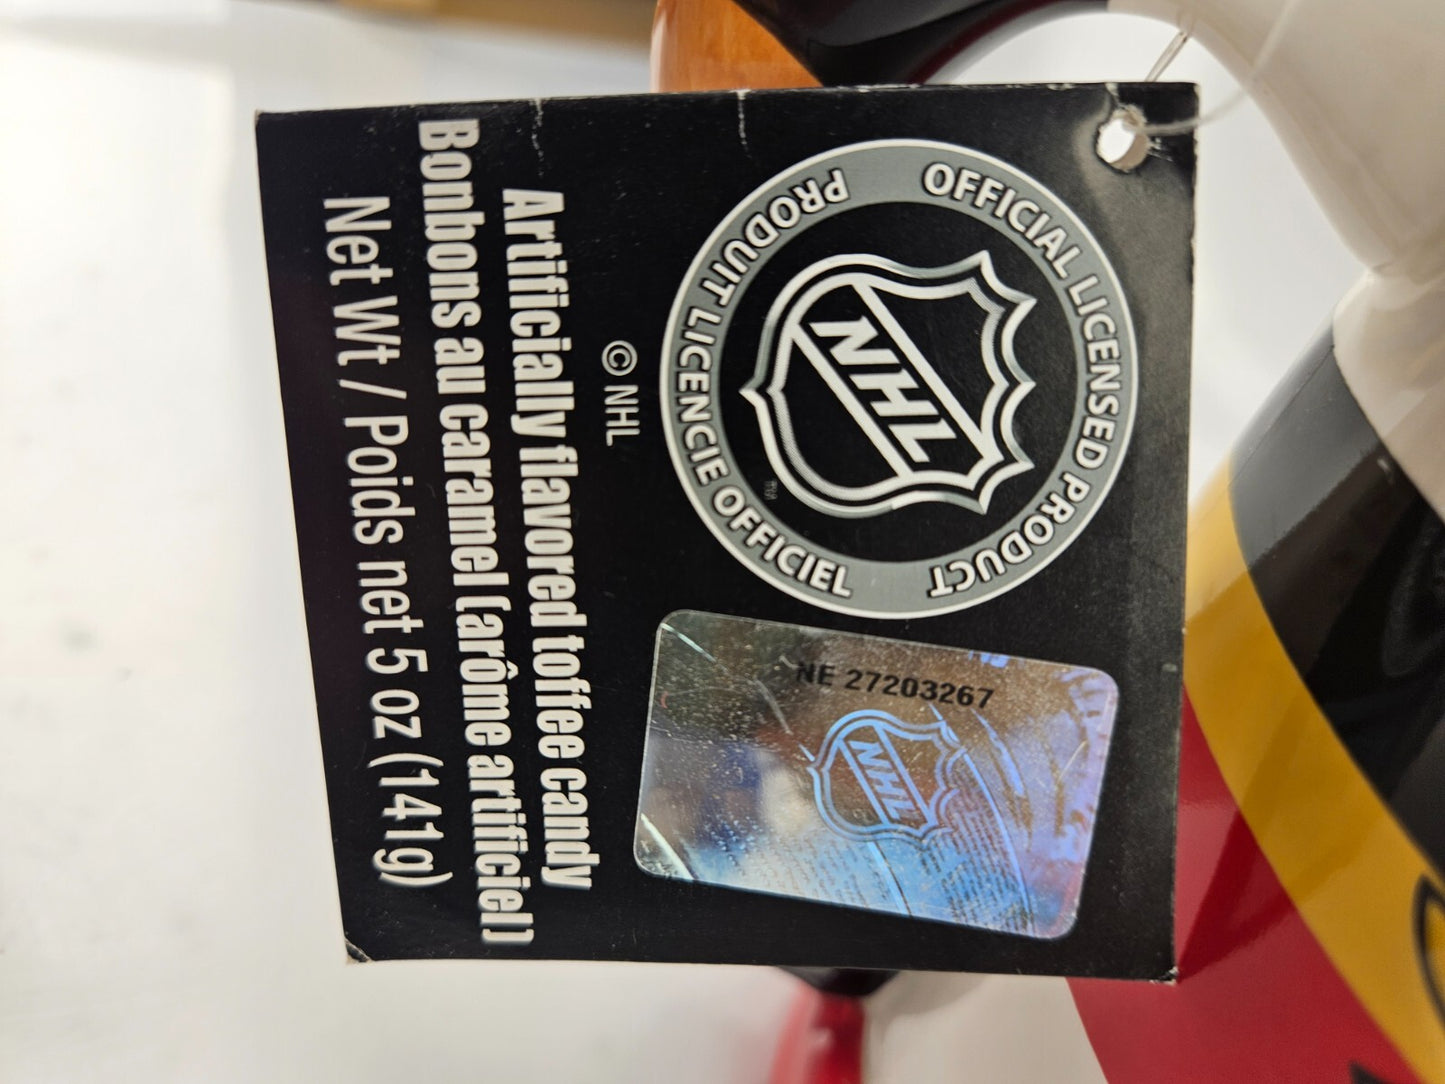 OFFICIAL LICENSED PRODUCT
PRODUIT LICENCIE OFFICIEL
NHL
TM
NE 27203267
NHL
© NHL
Artificially flavored toffee candy
Bonbons au caramel (arôme artificiel)
Net Wt / Poids net 5 oz (141g)